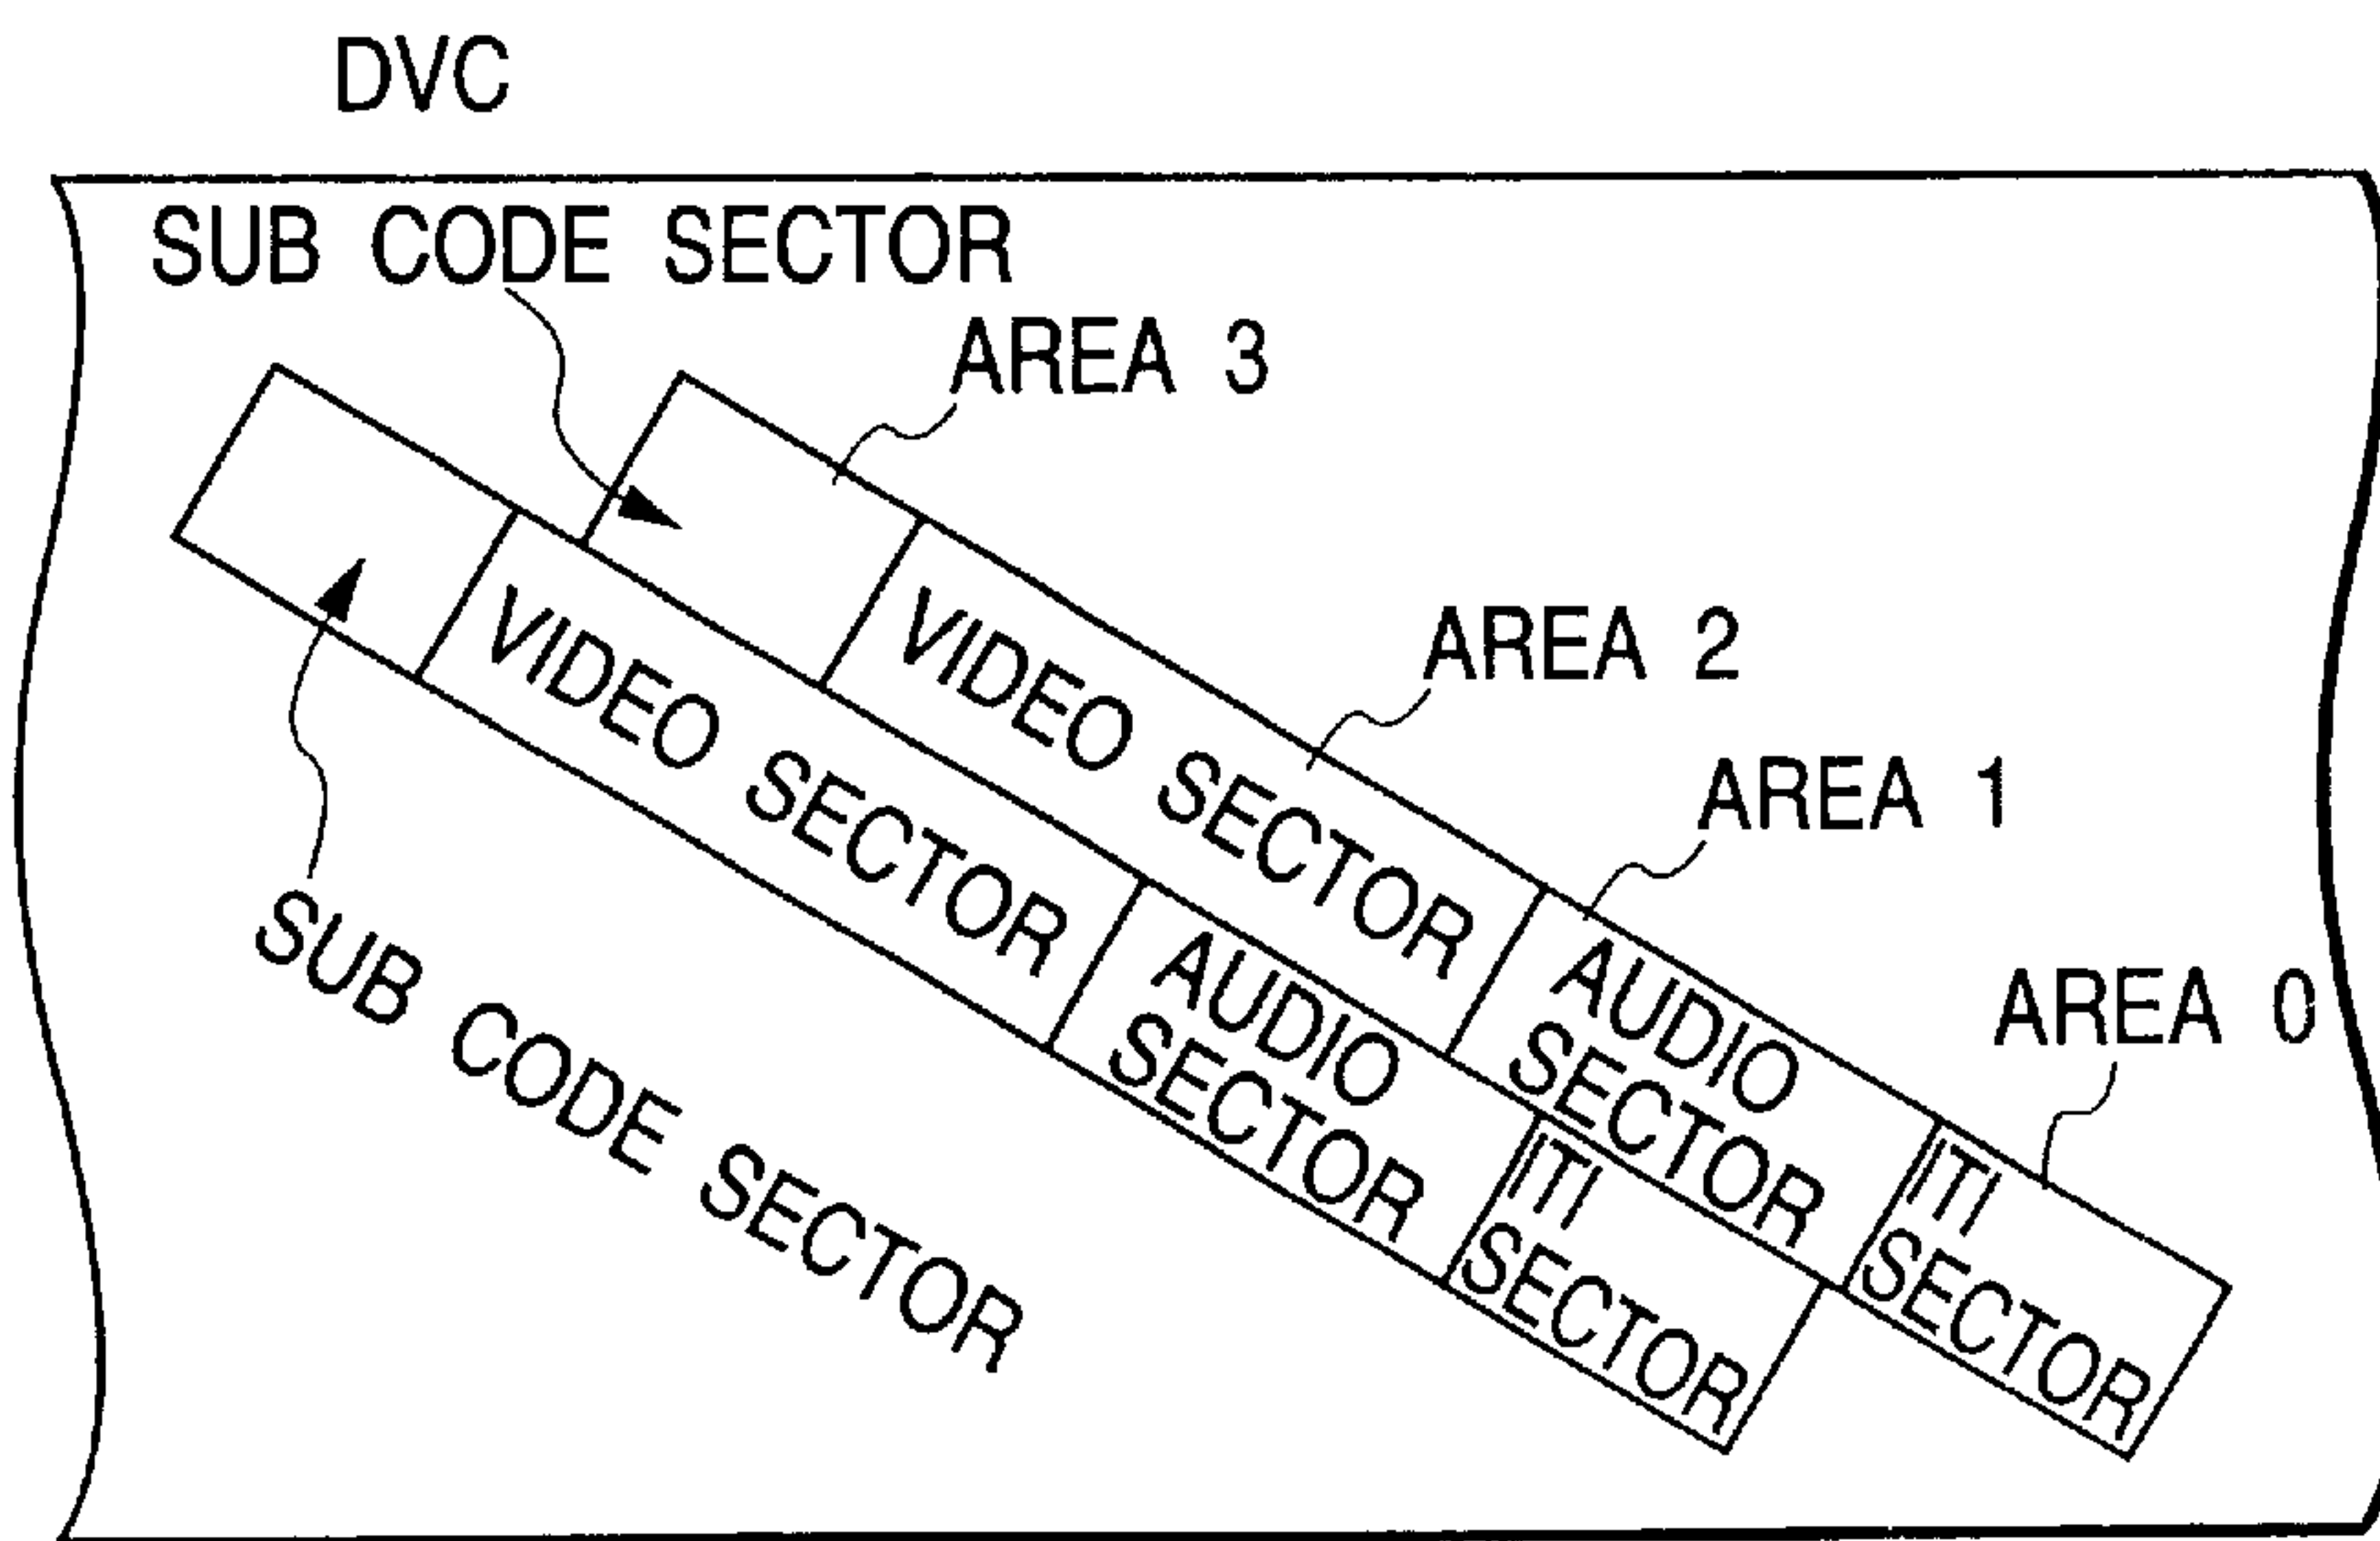 DVC
SUB CODE SECTOR
AREA 3
AREA 2
AREA 1
AREA 0
VIDEO SECTOR
VIDEO SECTOR
AUDIO
SECTOR
AUDIO
SECTOR
ITI
SECTOR
ITI
SECTOR
SUB CODE SECTOR